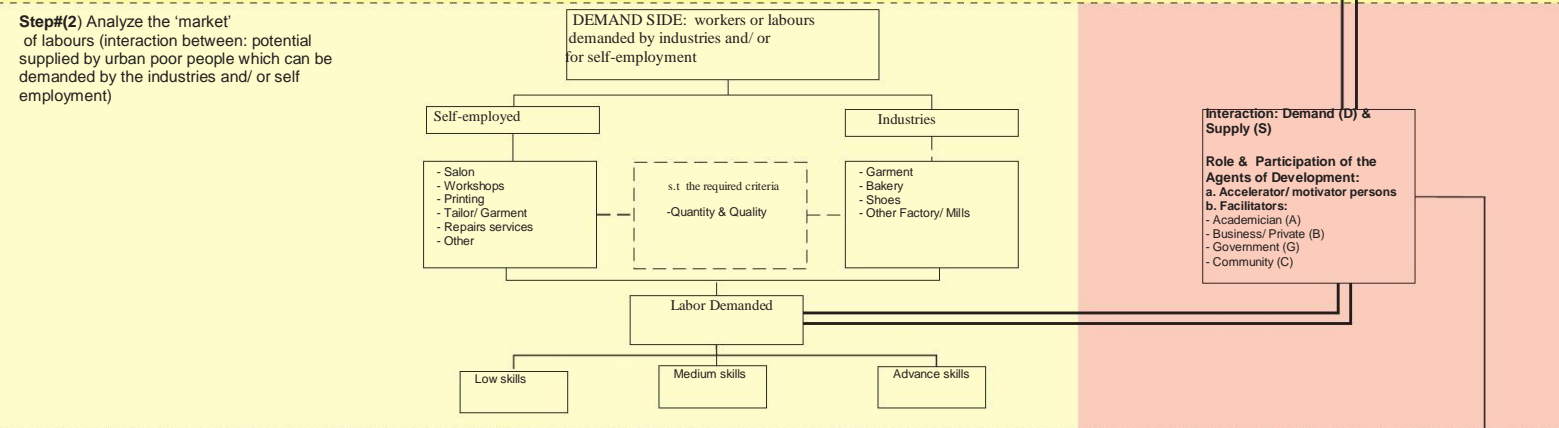 Step#(2) Analyze the ‘market’
of labours (interaction between: potential
supplied by urban poor people which can be
demanded by the industries and/ or self
employment)
DEMAND SIDE: workers or labours
demanded by industries and/ or
for self-employment
Self-employed
Industries
- Salon
- Workshops
- Printing
- Tailor/ Garment
- Repairs services
- Other
s.t the required criteria
-Quantity & Quality
- Garment
- Bakery
- Shoes
- Other Factory/ Mills
Labor Demanded
Low skills
Medium skills
Advance skills
Interaction: Demand (D) &
Supply (S)
Role & Participation of the
Agents of Development:
a. Accelerator/ motivator persons
b. Facilitators:
- Academician (A)
- Business/ Private (B)
- Government (G)
- Community (C)